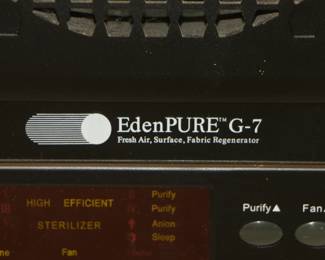 EdenPURE™ G-7
Fresh Air, Surface, Fabric Regenerator
Purify
HIGH EFFICIENT
Purify
Purify▲
Fan
STERILIZER
Anion
Sleep
Fan